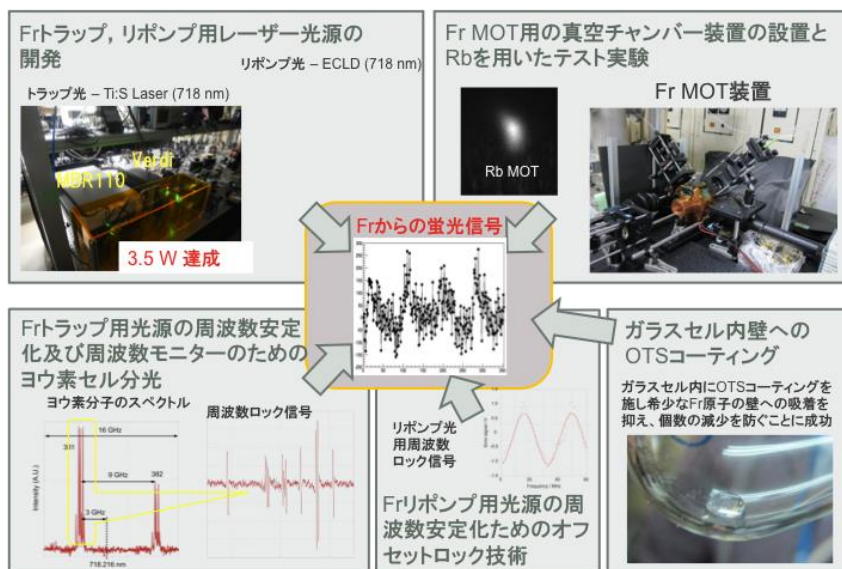 Frトラップ, リポンプ用レーザー光源の
開発
リポンプ光 – ECLD (718 nm)
トラップ光 – Ti:S Laser (718 nm)
Verdi
MBR110
3.5 W 達成
Fr MOT用の真空チャンバー装置の設置と
Rbを用いたテスト実験
Fr MOT装置
Rb MOT
Frからの蛍光信号
Frトラップ用光源の周波数安定
化及び周波数モニターのための
ヨウ素セル分光
ヨウ素分子のスペクトル
周波数ロック信号
16 GHz
9 GHz
382
3 GHz
Intensity (A.U.)
718.216 nm
リポンプ光
用周波数
ロック信号
Frequency / MHz
Frリポンプ用光源の周
波数安定化ためのオフ
セットロック技術
ガラスセル内壁への
OTSコーティング
ガラスセル内にOTSコーティングを
施し希少なFr原子の壁への吸着を
抑え、個数の減少を防ぐことに成功